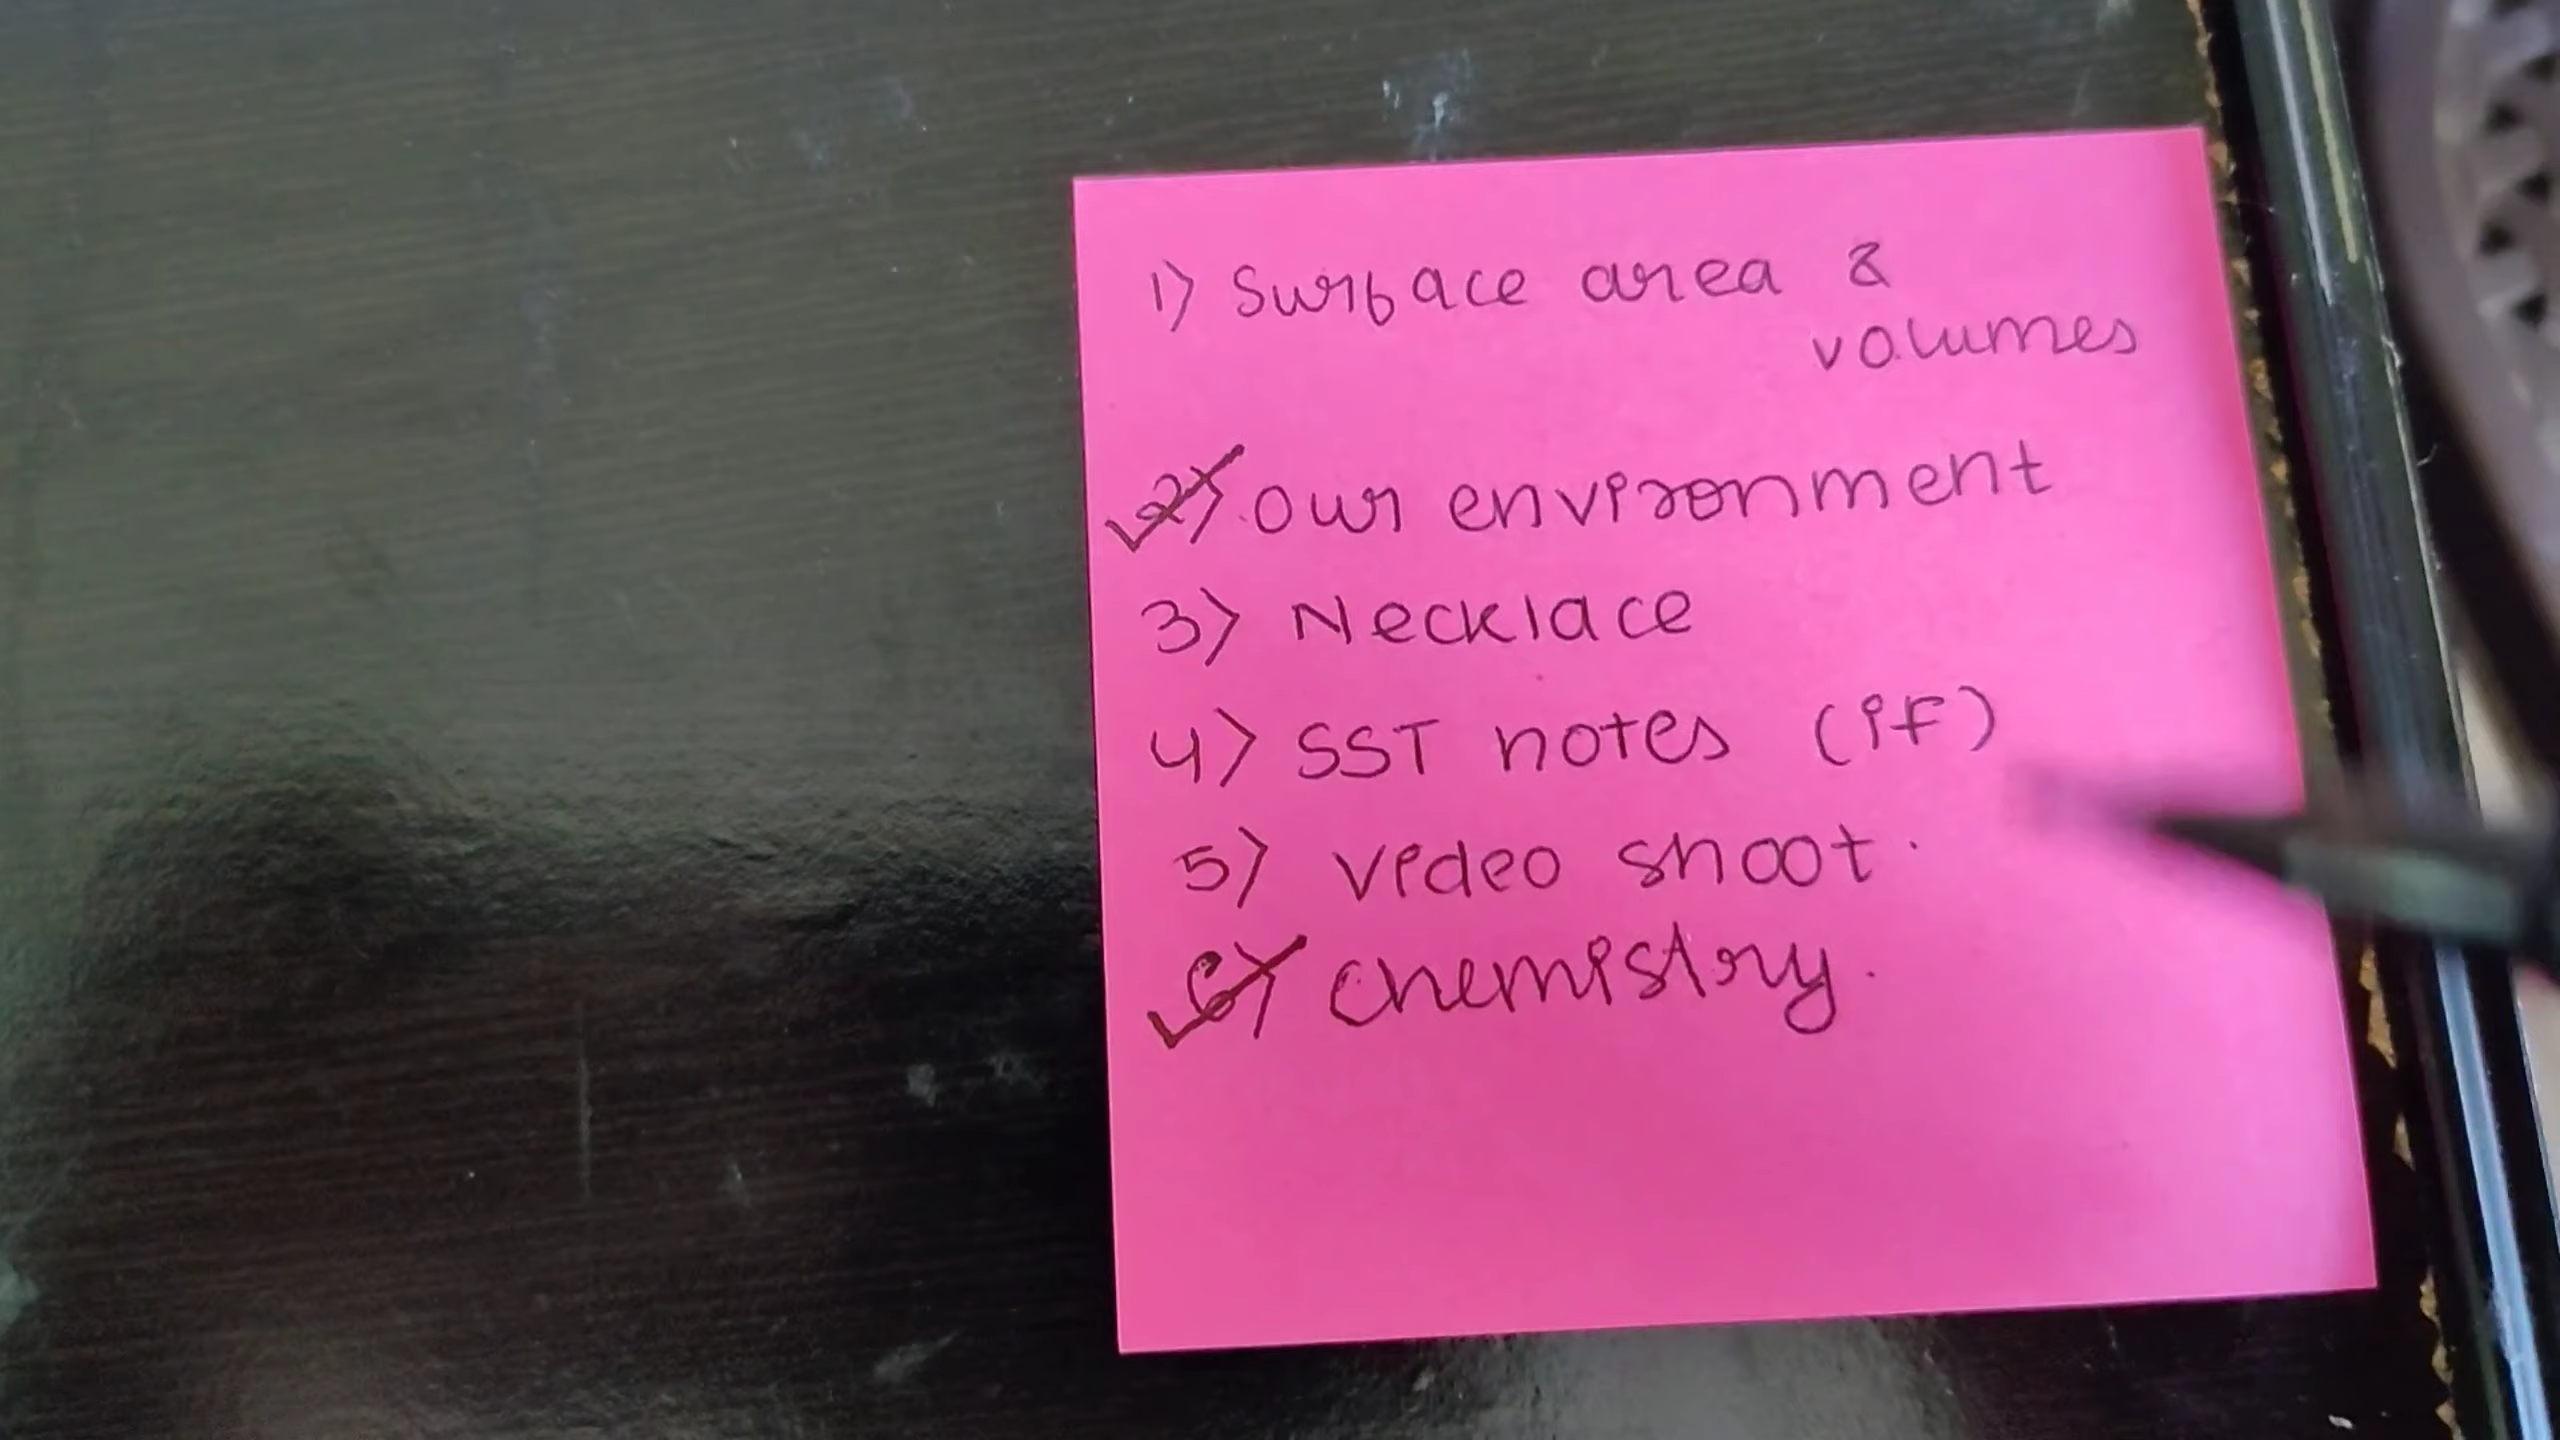 1) Surface area &
volumes
2) Our environment
3) Necklace
4) SST notes (if)
5) Video shoot.
6) Chemistry.